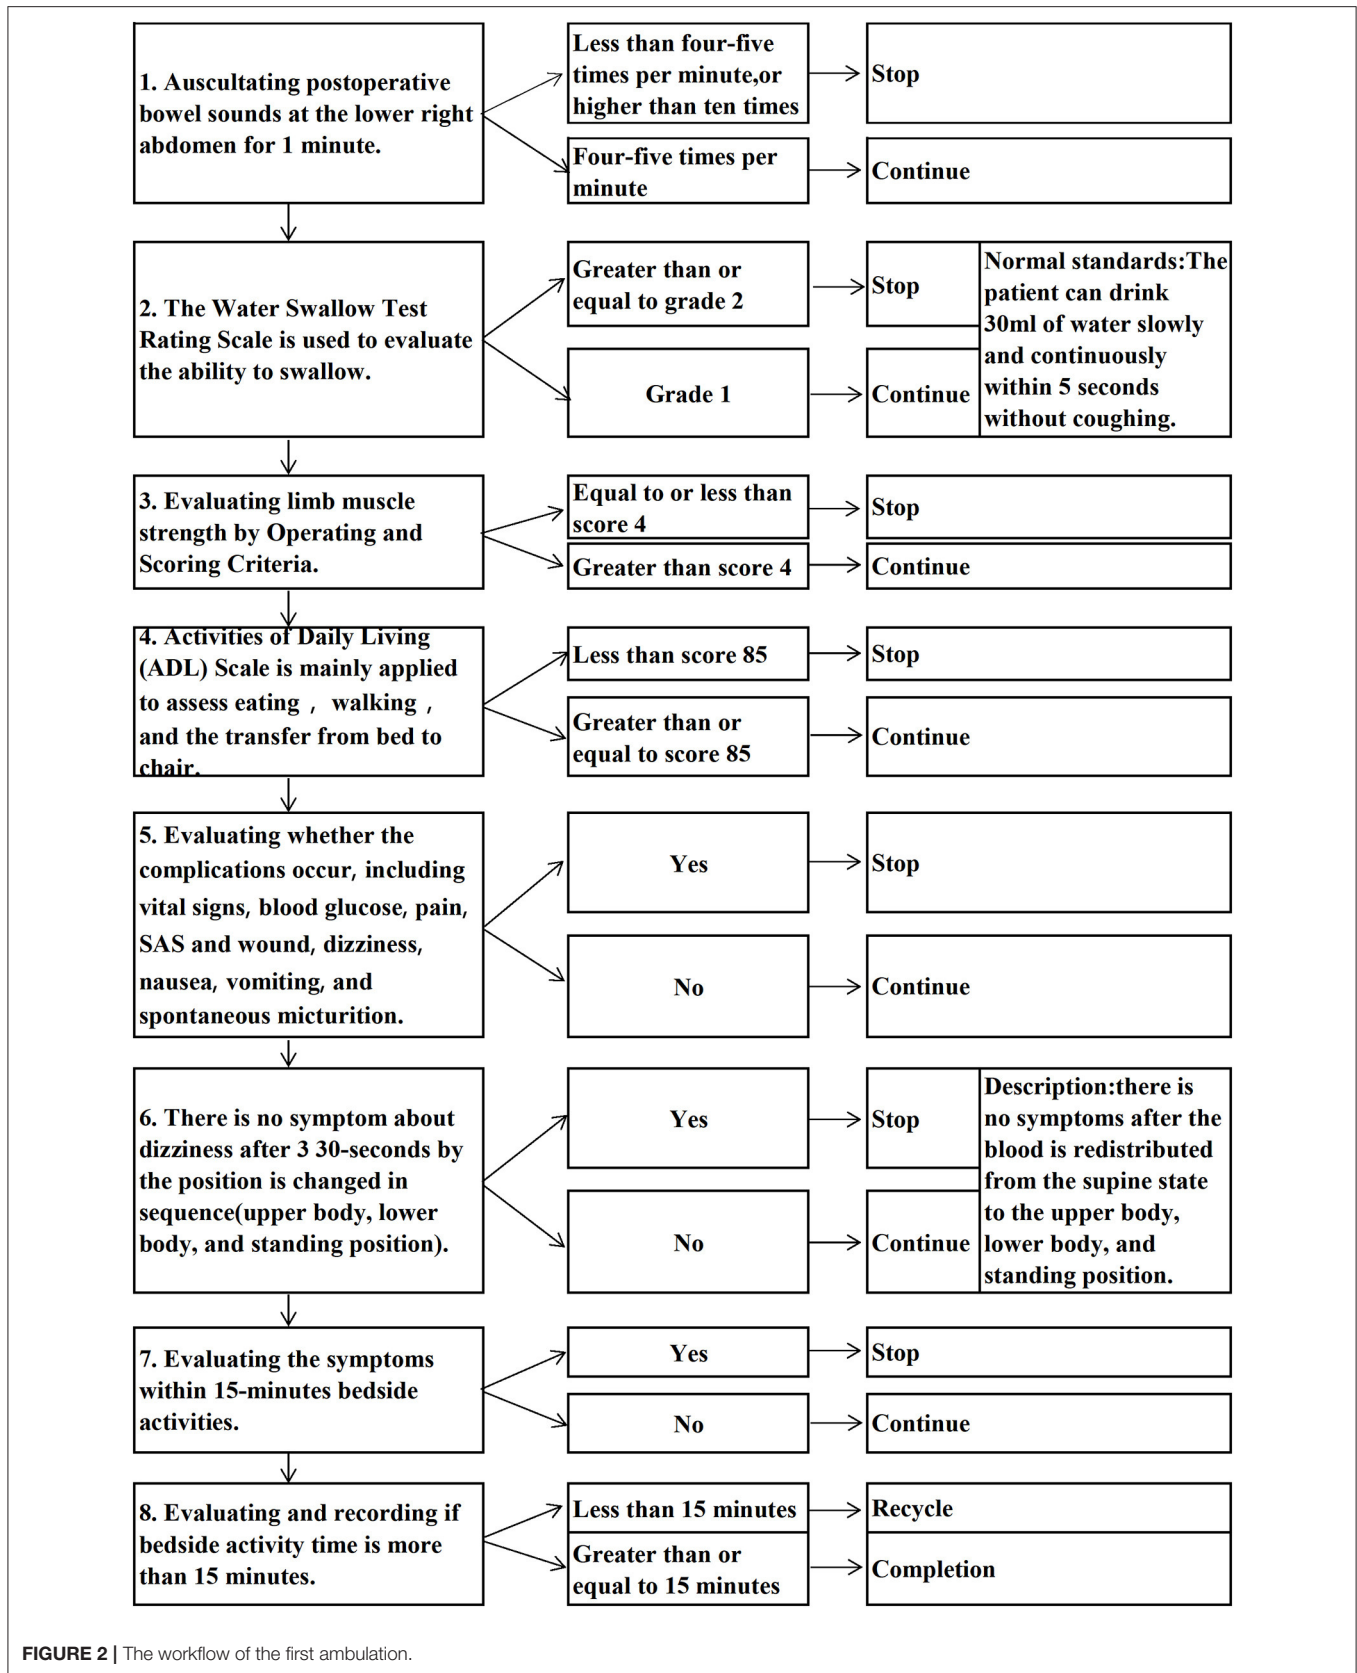 1. Auscultating postoperative
bowel sounds at the lower right
abdomen for 1 minute.
Less than four-five
times per minute,or
higher than ten times
Stop
Four-five times per
minute
Continue
2. The Water Swallow Test
Rating Scale is used to evaluate
the ability to swallow.
Greater than or
equal to grade 2
Stop
Grade 1
Continue
Normal standards:The
patient can drink
30ml of water slowly
and continuously
within 5 seconds
without coughing.
3. Evaluating limb muscle
strength by Operating and
Scoring Criteria.
Equal to or less than
score 4
Stop
Greater than score 4
Continue
4. Activities of Daily Living
(ADL) Scale is mainly applied
to assess eating , walking ,
and the transfer from bed to
chair.
Less than score 85
Stop
Greater than or
equal to score 85
Continue
5. Evaluating whether the
complications occur, including
vital signs, blood glucose, pain,
SAS and wound, dizziness,
nausea, vomiting, and
spontaneous micturition.
Yes
Stop
No
Continue
6. There is no symptom about
dizziness after 3 30-seconds by
the position is changed in
sequence(upper body, lower
body, and standing position).
Yes
Stop
No
Continue
Description:there is
no symptoms after the
blood is redistributed
from the supine state
to the upper body,
lower body, and
standing position.
7. Evaluating the symptoms
within 15-minutes bedside
activities.
Yes
Stop
No
Continue
8. Evaluating and recording if
bedside activity time is more
than 15 minutes.
Less than 15 minutes
Recycle
Greater than or
equal to 15 minutes
Completion
FIGURE 2 | The workflow of the first ambulation.